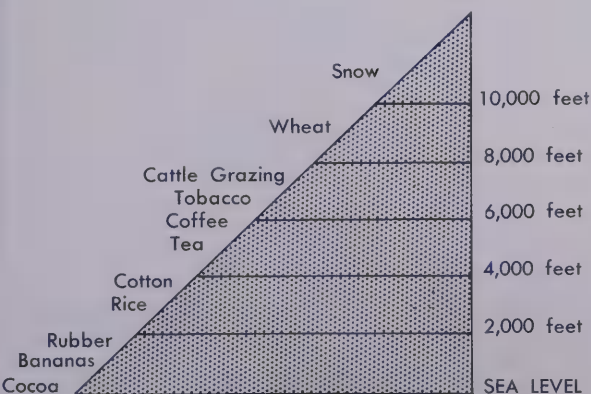 Snow
10,000 feet
Wheat
8,000 feet
Cattle Grazing
Tobacco
Coffee
6,000 feet
Tea
4,000 feet
Cotton
Rice
2,000 feet
Rubber
Bananas
Cocoa
SEA LEVEL